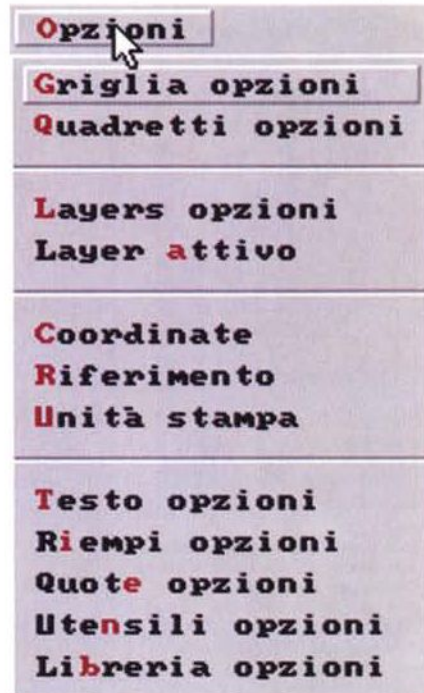 Opzioni
Griglia opzioni
Quadretti opzioni
Layers opzioni
Layer attivo
Coordinate
Riferimento
Unità stampa
Testo opzioni
Riempi opzioni
Quote opzioni
Utensili opzioni
Libreria opzioni